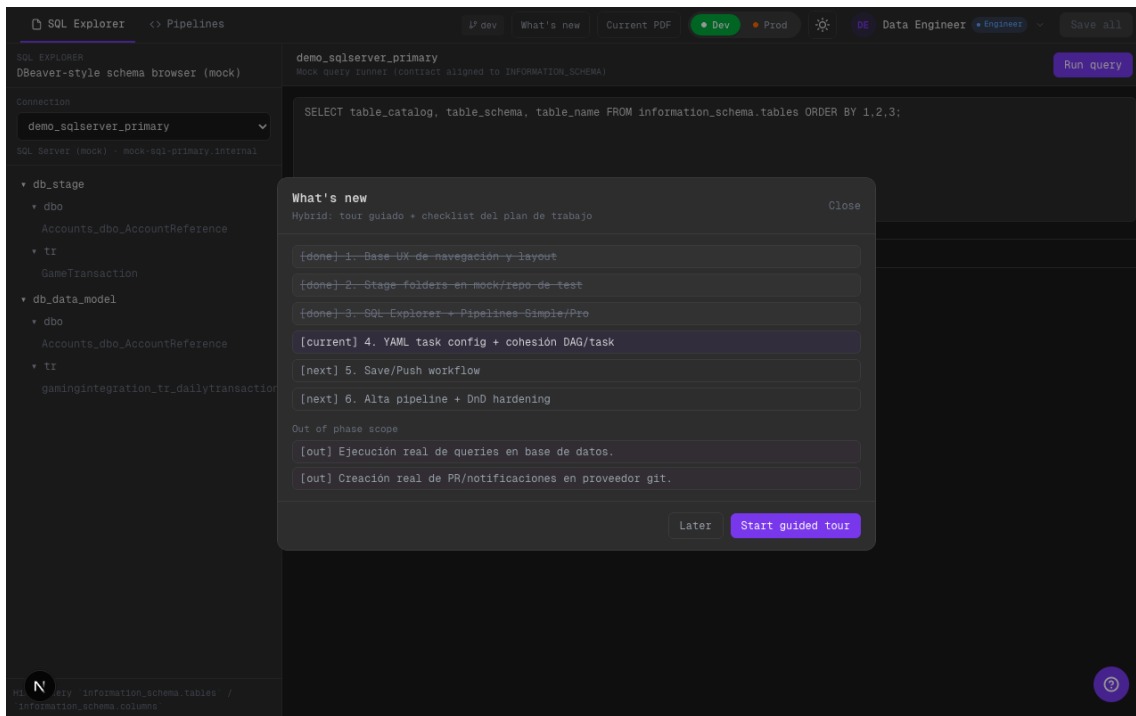 SQL Explorer <> Pipelines dev What's new Current PDF Dev Prod DE Data Engineer Engineer Save all
SQL EXPLORER
DBeaver-style schema browser (mock)
Connection
demo_sqlserver_primary
SQL Server (mock) · mock-sql-primary.internal
db_stage
dbo
Accounts_dbo_AccountReference
tr
GameTransaction
db_data_model
dbo
Accounts_dbo_AccountReference
tr
gamingintegration_tr_dailytransaction
information_schema.tables /
information_schema.columns
demo_sqlserver_primary
Mock query runner (contract aligned to INFORMATION_SCHEMA)
Run query
SELECT table_catalog, table_schema, table_name FROM information_schema.tables ORDER BY 1,2,3;
What's new
Hybrid: tour guiado + checklist del plan de trabajo
Close
[done] 1. Base UX de navegación y layout
[done] 2. Stage folders en mock/repo de test
[done] 3. SQL Explorer + Pipelines Simple/Pro
[current] 4. YAML task config + cohesión DAG/task
[next] 5. Save/Push workflow
[next] 6. Alta pipeline + DnD hardening
Out of phase scope
[out] Ejecución real de queries en base de datos.
[out] Creación real de PR/notificaciones en proveedor git.
Later
Start guided tour
N
?